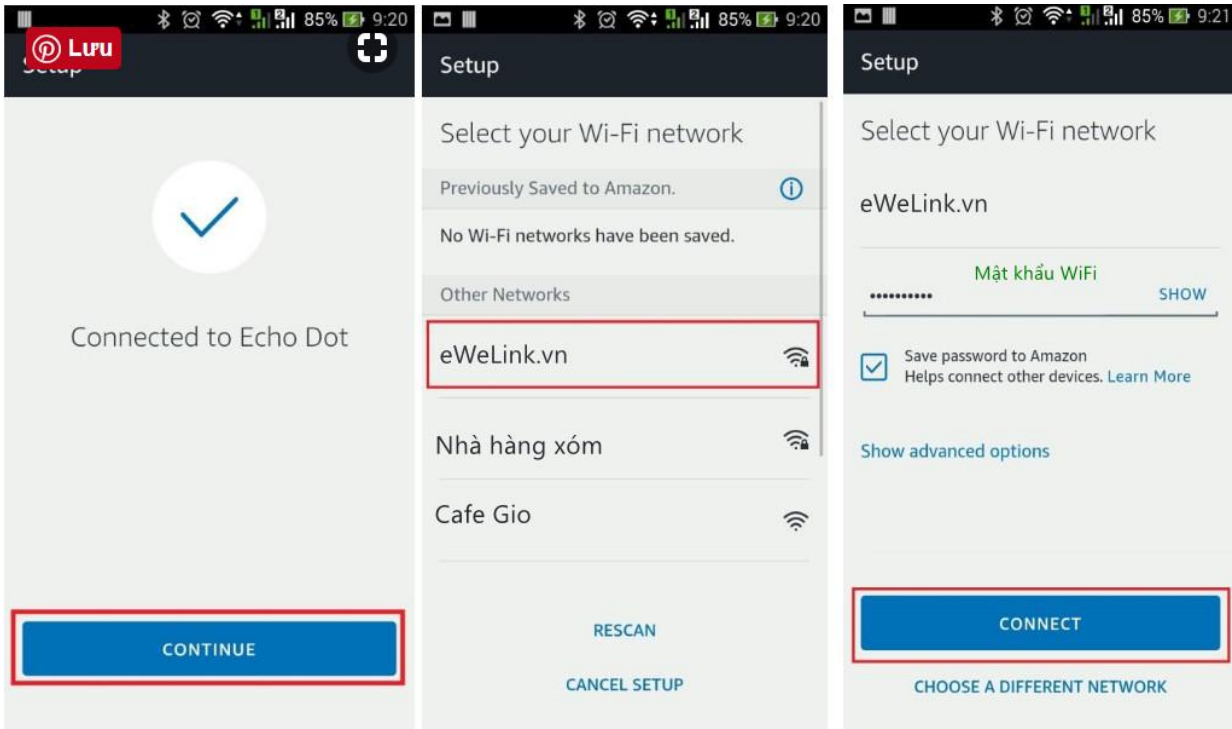 85% 9:20
Lưu
Setup
Connected to Echo Dot
CONTINUE
85% 9:20
Setup
Select your Wi-Fi network
Previously Saved to Amazon.
No Wi-Fi networks have been saved.
Other Networks
eWeLink.vn
Nhà hàng xóm
Cafe Gio
RESCAN
CANCEL SETUP
85% 9:21
Setup
Select your Wi-Fi network
eWeLink.vn
Mật khẩu WiFi
•••••••••• SHOW
Save password to Amazon
Helps connect other devices. Learn More
Show advanced options
CONNECT
CHOOSE A DIFFERENT NETWORK